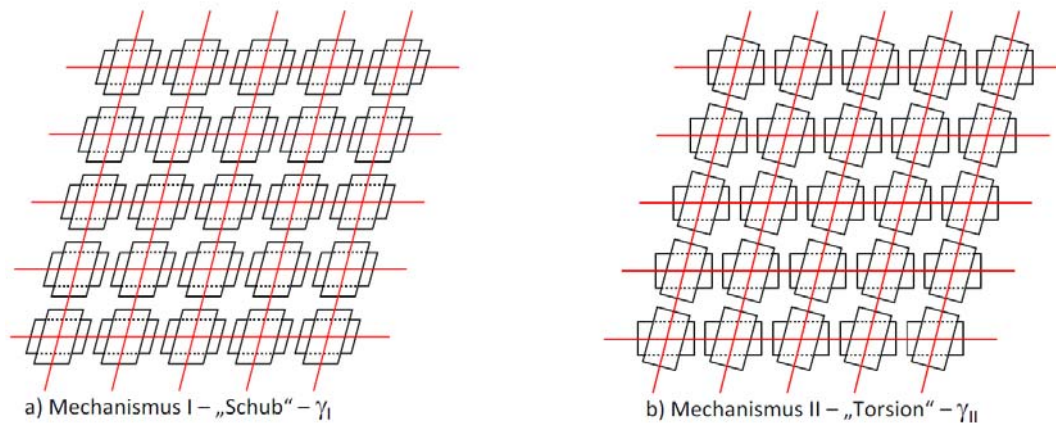 a) Mechanismus I – „Schub“ – γI
b) Mechanismus II – „Torsion“ – γII